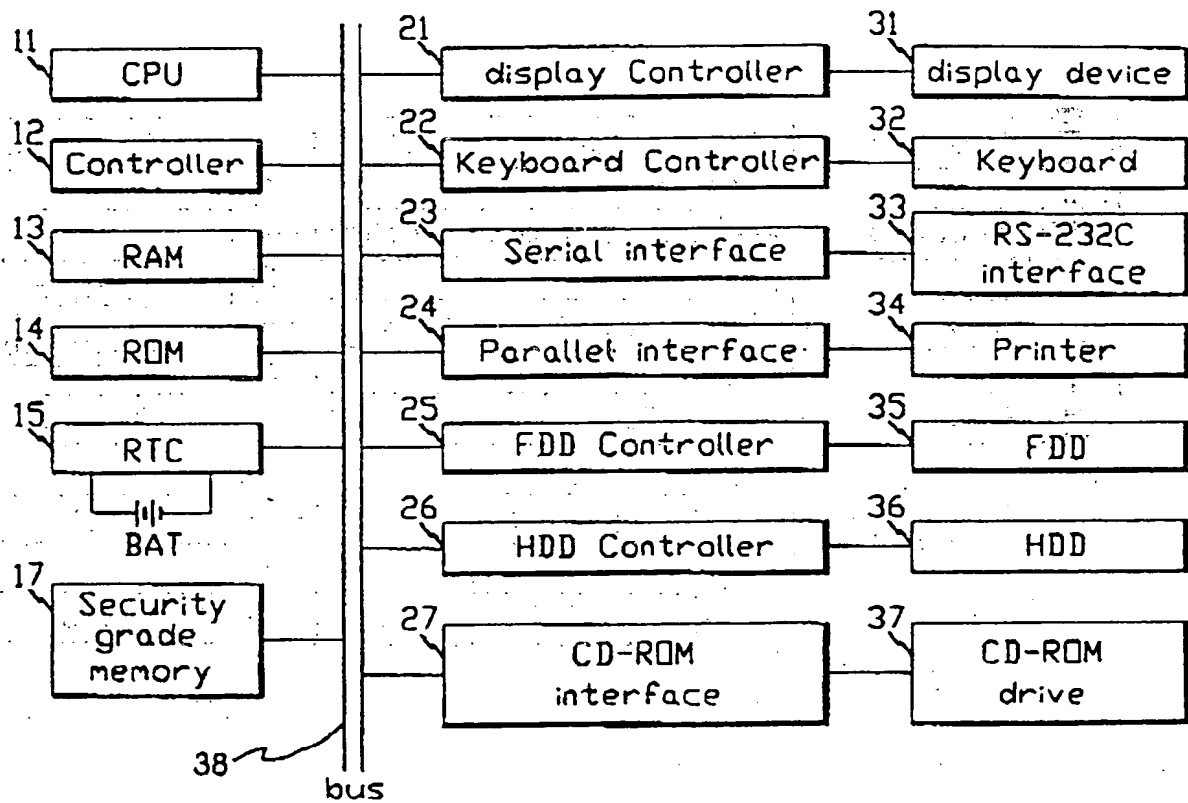 11
CPU
21
display Controller
31
display device
12
Controller
22
Keyboard Controller
32
Keyboard
13
RAM
23
Serial interface
33
RS-232C
interface
14
ROM
24
Parallel interface
34
Printer
15
RTC
BAT
25
FDD Controller
35
FDD
26
HDD Controller
36
HDD
17
Security
grade
memory
27
CD-ROM
interface
37
CD-ROM
drive
38
bus